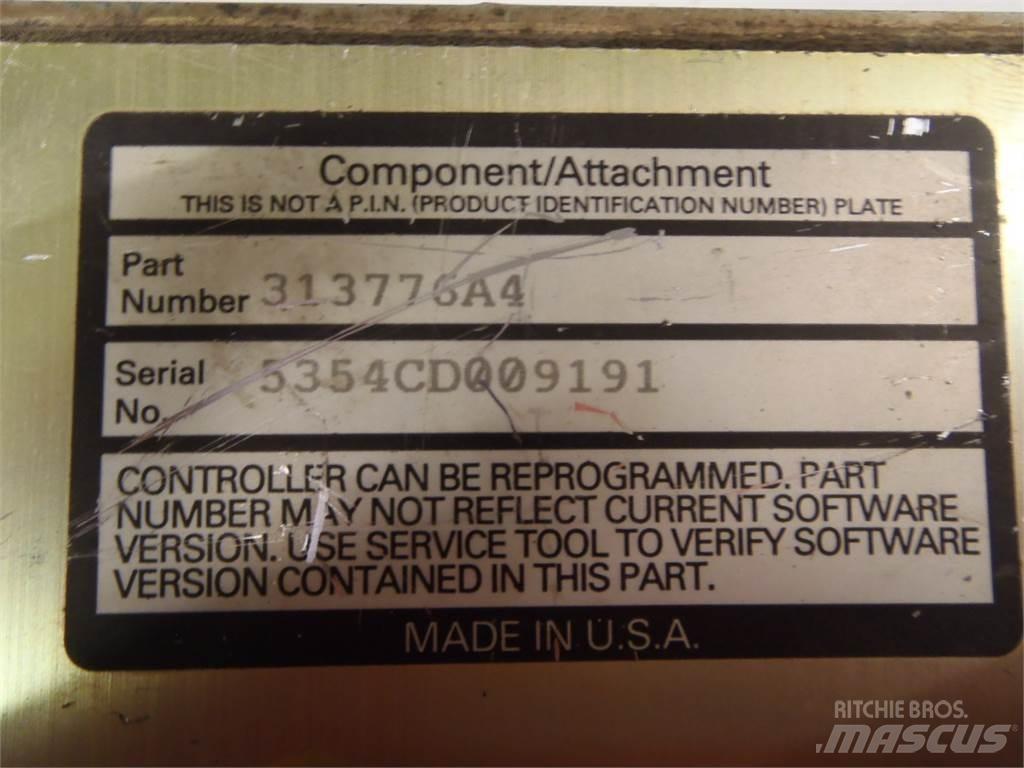 Component/Attachment
THIS IS NOT A P.I.N. (PRODUCT IDENTIFICATION NUMBER) PLATE
Part
Number 313776A4
Serial 5354CD009191
No.
CONTROLLER CAN BE REPROGRAMMED. PART
NUMBER MAY NOT REFLECT CURRENT SOFTWARE
VERSION. USE SERVICE TOOL TO VERIFY SOFTWARE
VERSION CONTAINED IN THIS PART.
MADE IN U.S.A.
RITCHIE BROS.
MASCUS